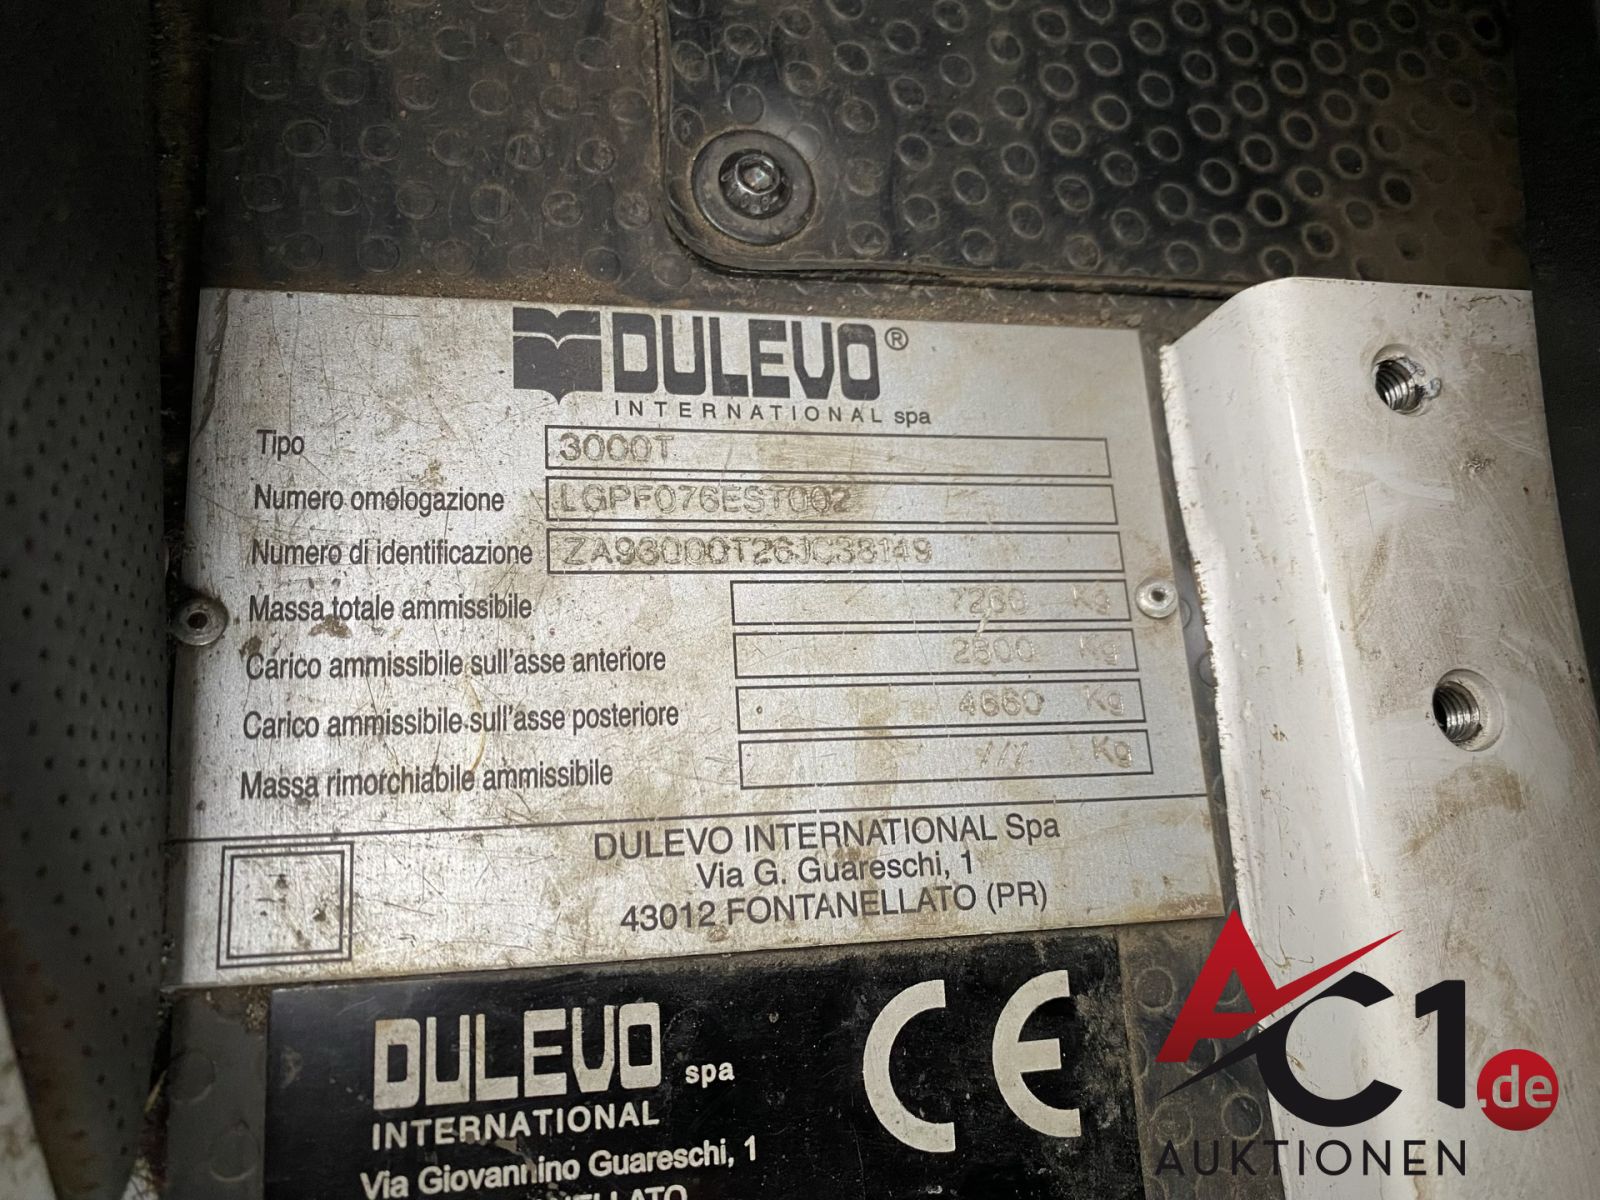 DULEVO®
INTERNATIONAL spa
Tipo 3000T
Numero omologazione LGPF076EST002
Numero di identificazione ZA93000T26JC38149
Massa totale ammissibile 7260 Kg
Carico ammissibile sull'asse anteriore 2800 Kg
Carico ammissibile sull'asse posteriore 4660 Kg
Massa rimorchiabile ammissibile /// Kg
DULEVO INTERNATIONAL Spa
Via G. Guareschi, 1
43012 FONTANELLATO (PR)
DULEVO spa
INTERNATIONAL
Via Giovannino Guareschi, 1
CE
AC1.de
AUKTIONEN